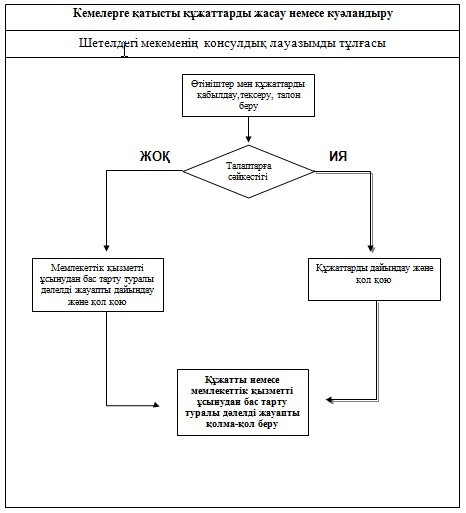 Кемелерге қатысты құжаттарды жасау немесе куәландыру
Шетелдегі мекеменің консулдық лауазымды тұлғасы
Өтініштер мен құжаттарды
қабылдау,тексеру, талон
беру
ЖОҚ
ИЯ
Талаптарға
сәйкестігі
Мемлекеттік қызметті
ұсынудан бас тарту туралы
дәлелді жауапты дайындау
және қол қою
Құжаттарды дайындау және
қол қою
Құжатты немесе
мемлекеттік қызметті
ұсынудан бас тарту
туралы дәлелді жауапты
қолма-қол беру